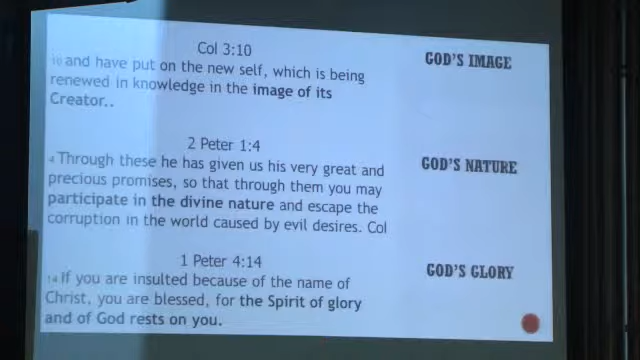 Col 3:10
GOD'S IMAGE
10 and have put on the new self, which is being
renewed in knowledge in the image of its
Creator..
2 Peter 1:4
4 Through these he has given us his very great and
GOD'S NATURE
precious promises, so that through them you may
participate in the divine nature and escape the
corruption in the world caused by evil desires. Col
1 Peter 4:14
GOD'S GLORY
14 If you are insulted because of the name of
Christ, you are blessed, for the Spirit of glory
and of God rests on you.